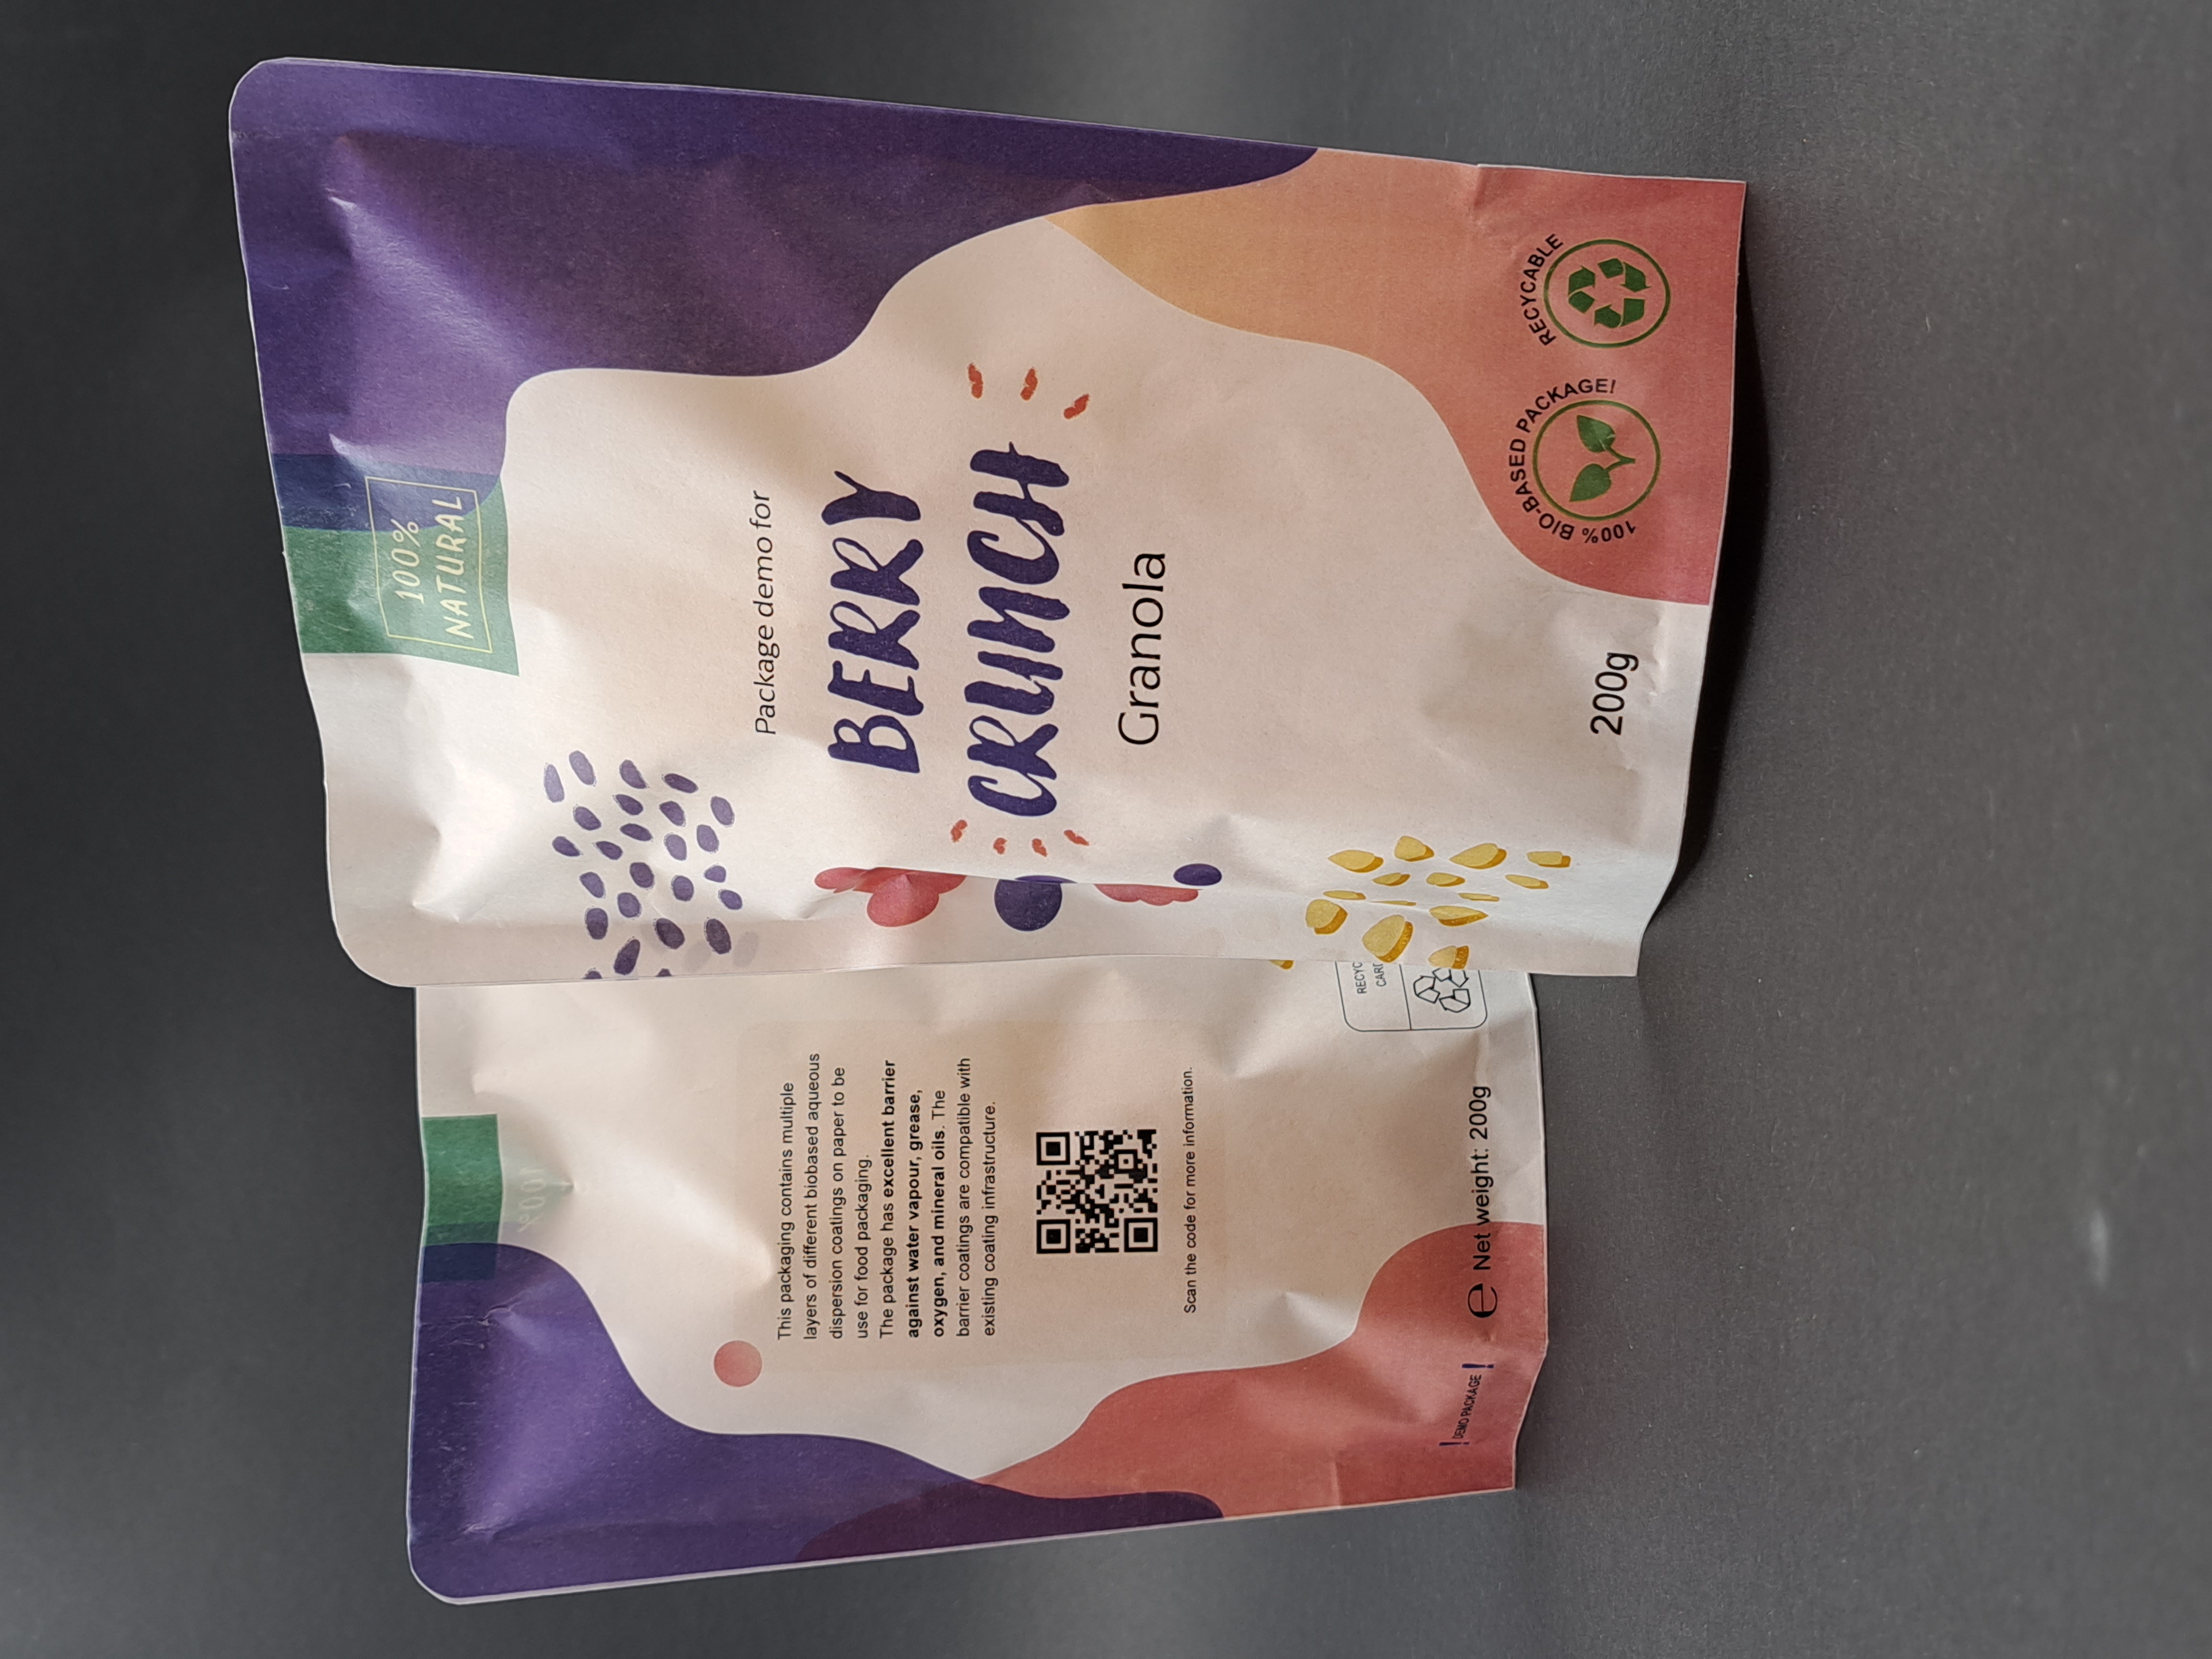 100%
NATURAL
Package demo for
BERRY
CRUNCH
Granola
200g
100% BIO-BASED PACKAGE!
RECYCABLE
This packaging contains multiple
layers of different biobased aqueous
dispersion coatings on paper to be
use for food packaging.
The package has excellent barrier
against water vapour, grease,
oxygen, and mineral oils. The
barrier coatings are compatible with
existing coating infrastructure.
Scan the code for more information.
RECYC
CARD
! DEMO PACKAGE !
℮ Net weight: 200g